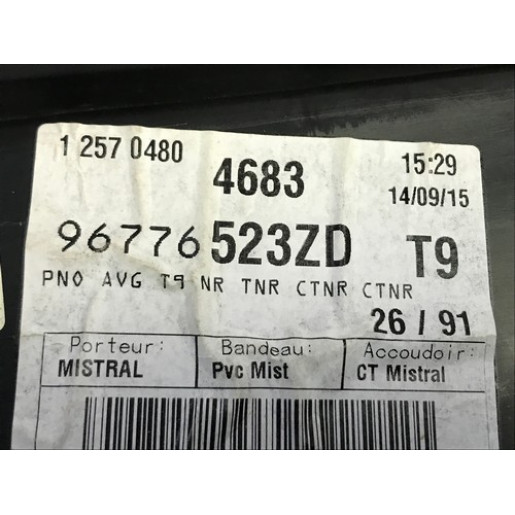 1 257 0480 4683 15:29
14/09/15
96776523ZD T9
PNO AVG T9 NR TNR CTNR CTNR
26 / 91
Porteur: Bandeau: Accoudoir:
MISTRAL Pvc Mist CT Mistral